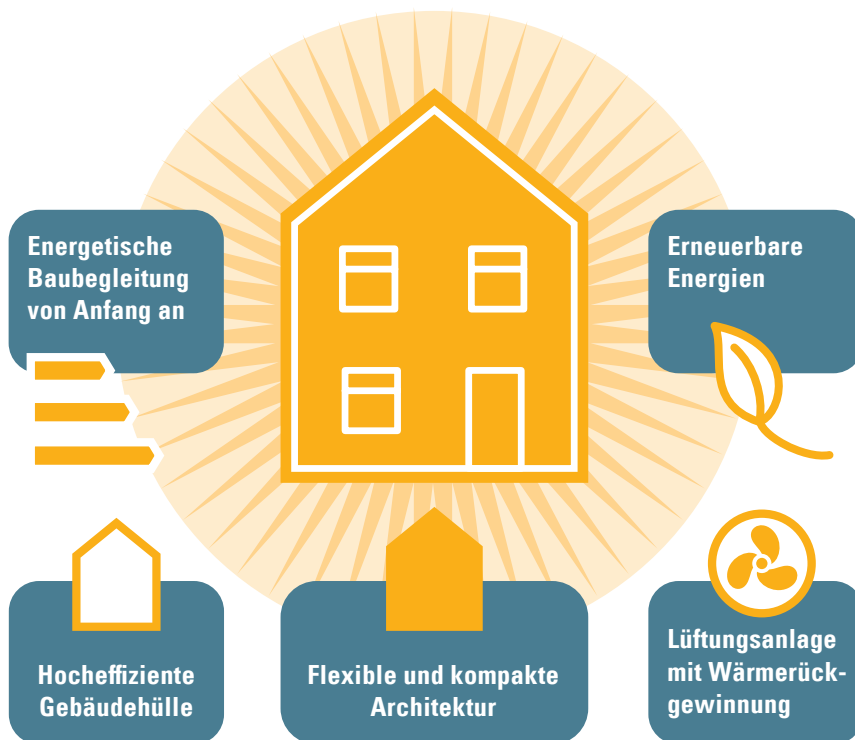 Energetische
Baubegleitung
von Anfang an
Erneuerbare
Energien
Hocheffiziente
Gebäudehülle
Flexible und kompakte
Architektur
Lüftungsanlage
mit Wärmerück-
gewinnung